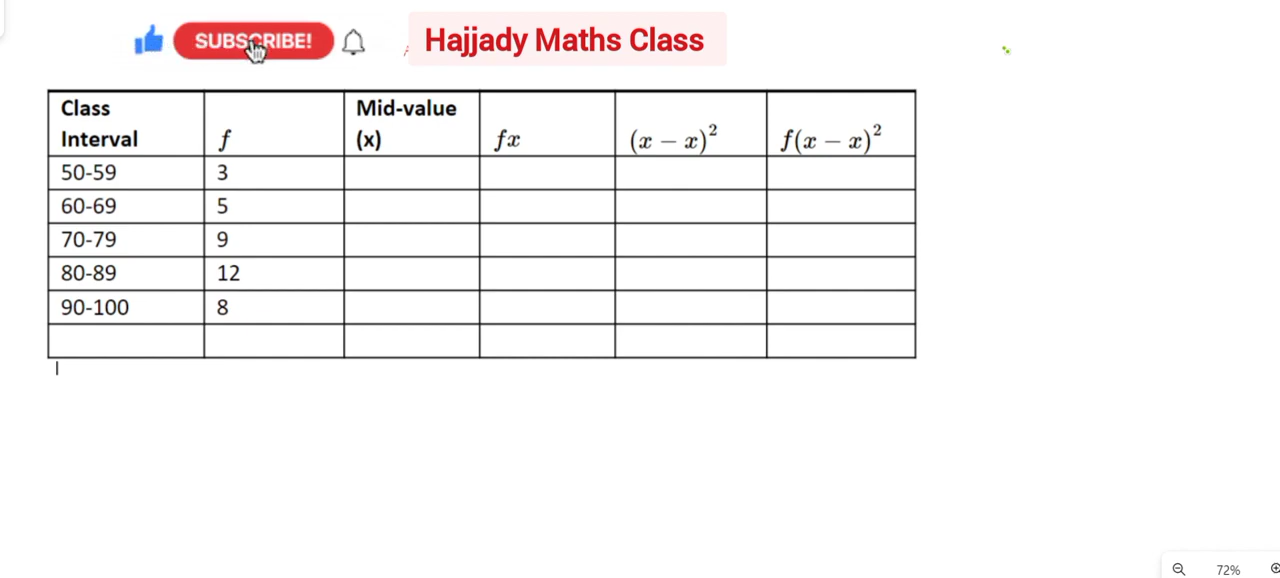 SUBSCRIBE!
Hajjady Maths Class
Class Interval	f	Mid-value (x)	fx	(x − x)²	f(x − x)²
50-59	3
60-69	5
70-79	9
80-89	12
90-100	8
72%